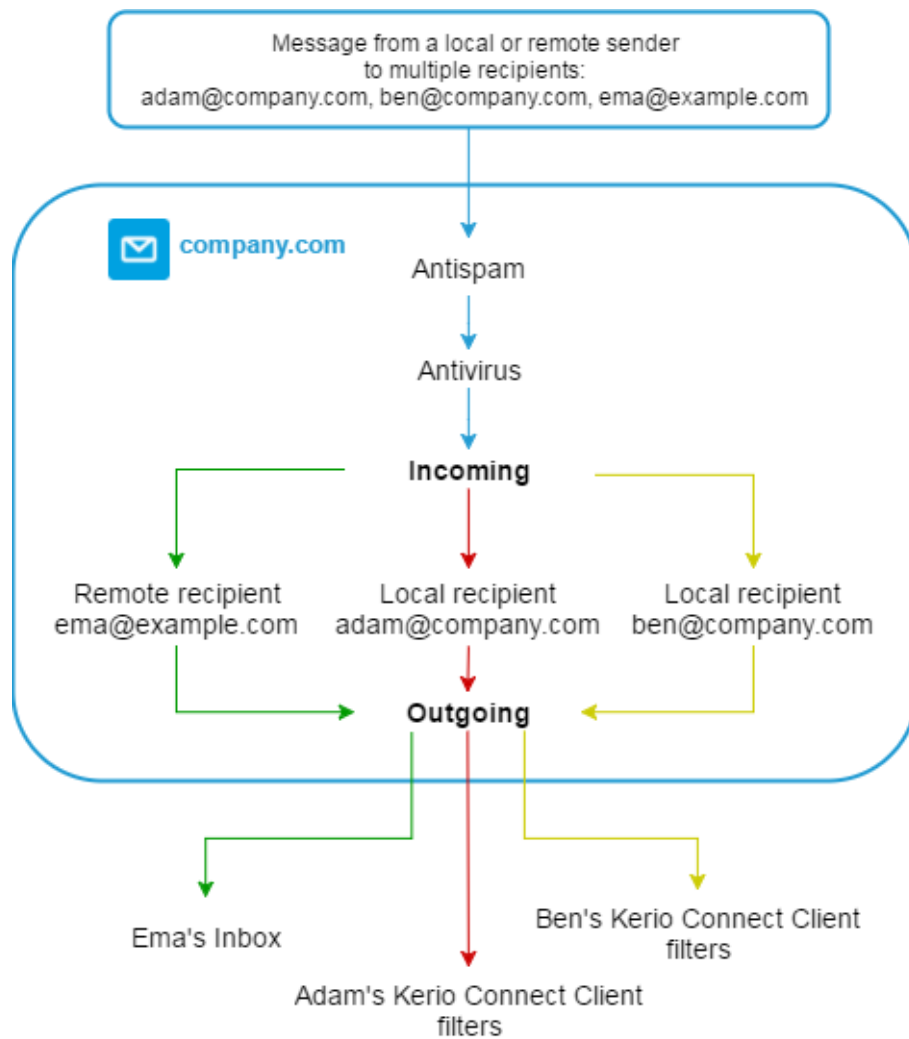 Message from a local or remote sender
to multiple recipients:
adam@company.com, ben@company.com, ema@example.com
company.com
Antispam
Antivirus
Incoming
Remote recipient
ema@example.com
Local recipient
adam@company.com
Local recipient
ben@company.com
Outgoing
Ema's Inbox
Adam's Kerio Connect Client
filters
Ben's Kerio Connect Client
filters